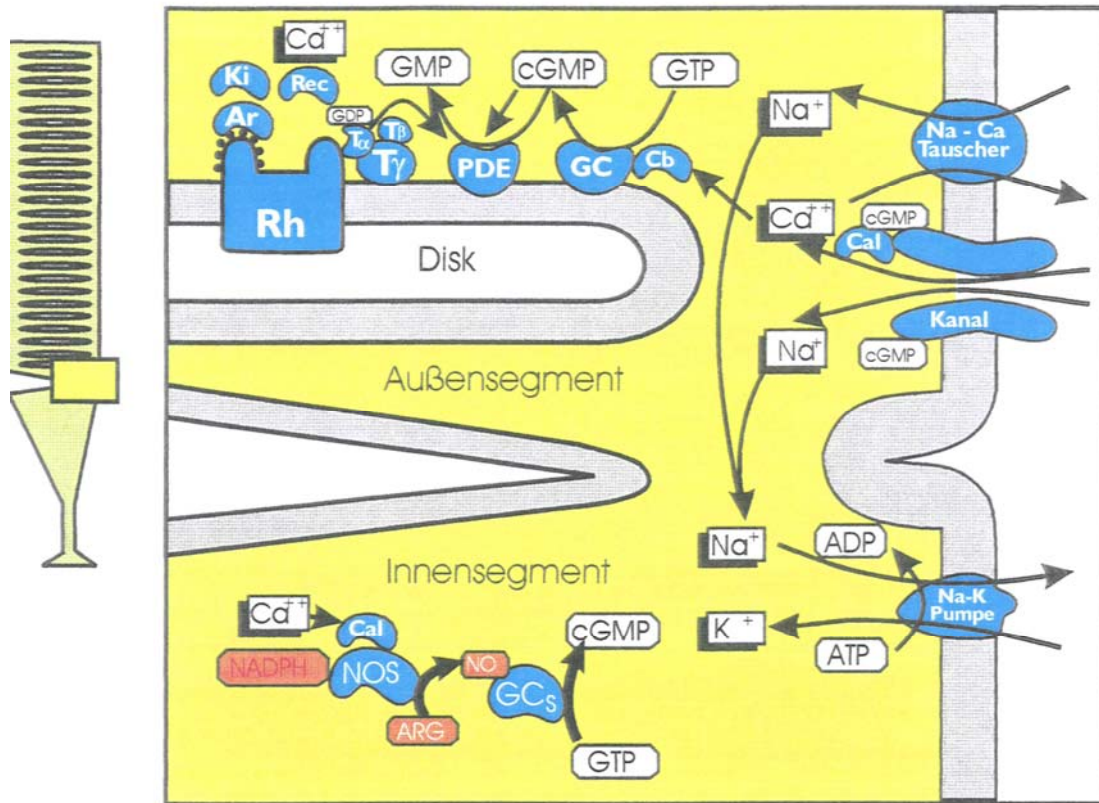 Ca++
Ki
Rec
GMP
cGMP
GTP
Na+
Ar
GDP
Tα
Tβ
Tγ
PDE
GC
Cb
Na - Ca
Tauscher
Rh
Ca++
cGMP
Cal
Disk
Kanal
Na+
cGMP
Außensegment
Na+
ADP
Innensegment
Na-K
Pumpe
Ca++
Cal
cGMP
K +
ATP
NADPH
NOS
NO
GCs
ARG
GTP